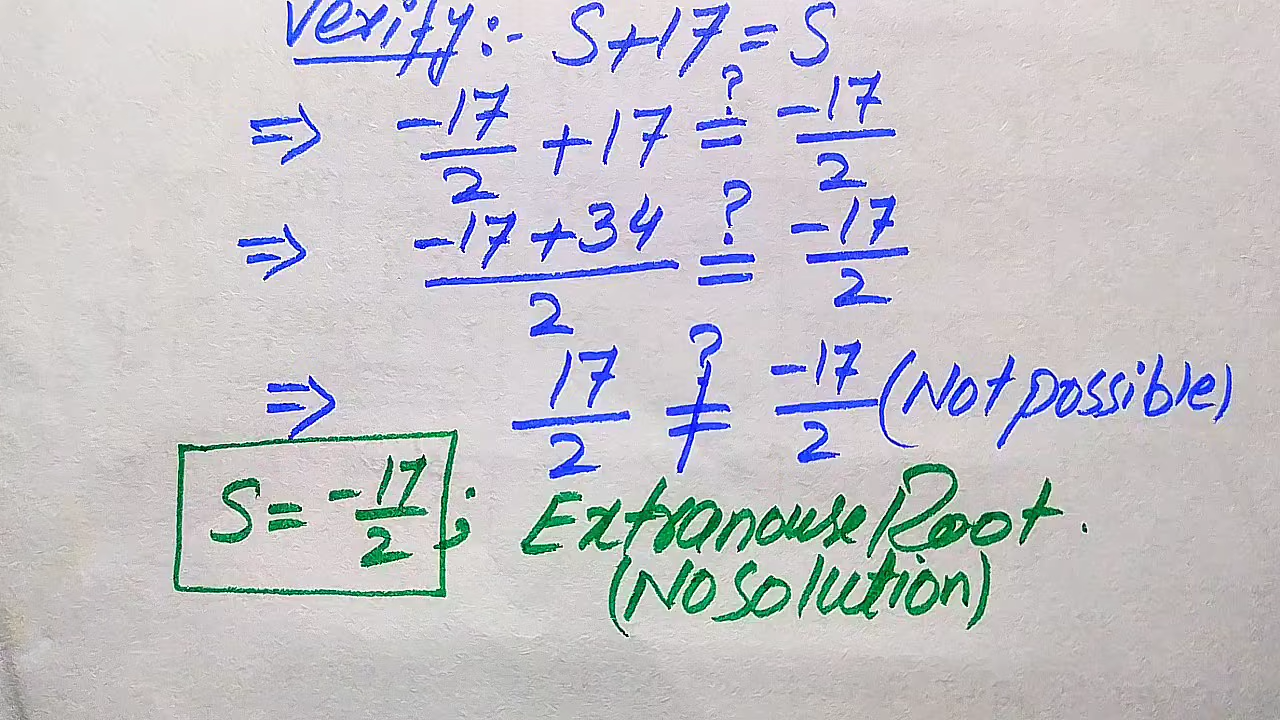 Verify:- S+17=S
⇒ -17/2 +17 ≟ -17/2
⇒ (-17+34)/2 ≟ -17/2
⇒ 17/2 ≠? -17/2 (Not possible)
S= -17/2 ; Extranouse Root.
(No solution)